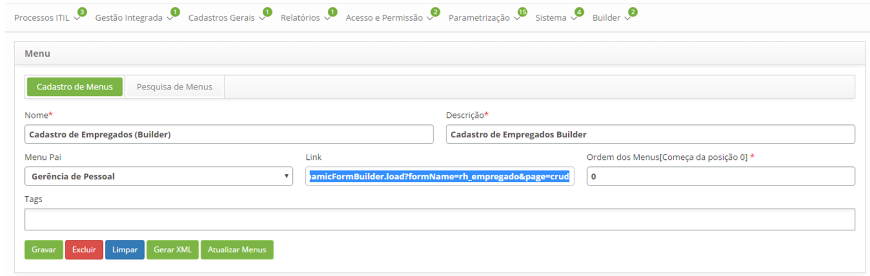 Processos ITIL 3 Gestão Integrada 1 Cadastros Gerais 1 Relatórios 1 Acesso e Permissão 2 Parametrização 15 Sistema 4 Builder 2
Menu
Cadastro de Menus Pesquisa de Menus
Nome* Descrição*
Cadastro de Empregados (Builder) Cadastro de Empregados Builder
Menu Pai Link Ordem dos Menus[Começa da posição 0] *
Gerência de Pessoal namicFormBuilder.load?formName=rh_empregado&page=crud 0
Tags
Gravar Excluir Limpar Gerar XML Atualizar Menus